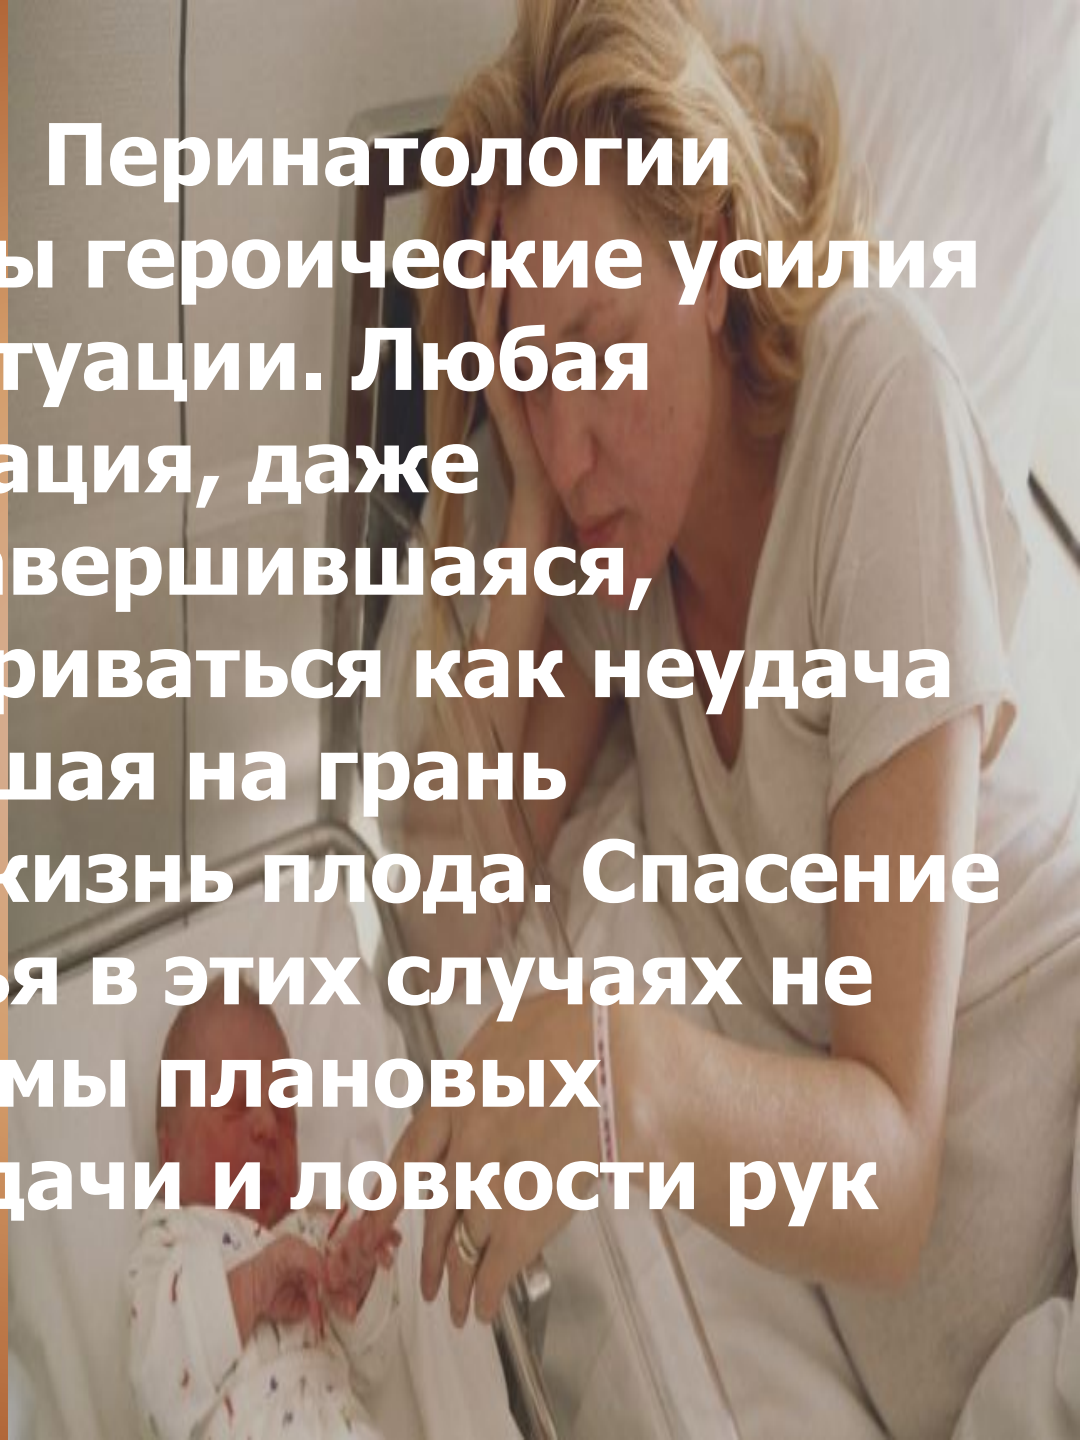 Перинатологии
ы героические усилия
туации. Любая
ация, даже
авершившаяся,
риваться как неудача
шая на грань
жизнь плода. Спасение
ья в этих случаях не
мы плановых
дачи и ловкости рук